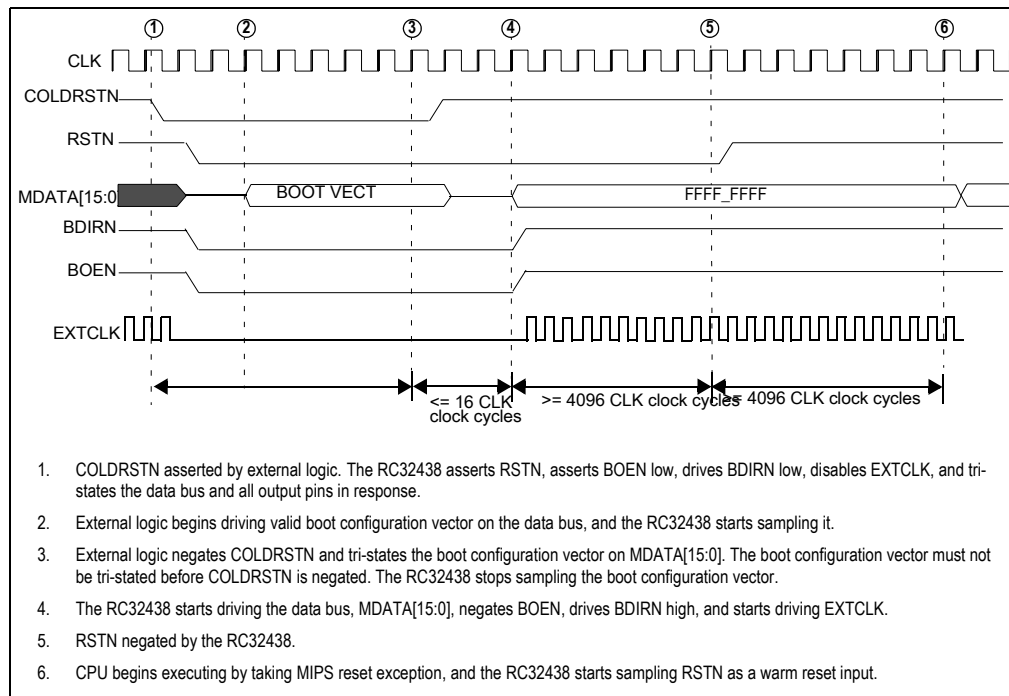 1 2 3 4 5 6
CLK
COLDRSTN
RSTN
MDATA[15:0
BOOT VECT
FFFF_FFFF
BDIRN
BOEN
EXTCLK
<= 16 CLK
clock cycles
>= 4096 CLK clock cycles
>= 4096 CLK clock cycles
1. COLDRSTN asserted by external logic. The RC32438 asserts RSTN, asserts BOEN low, drives BDIRN low, disables EXTCLK, and tri-
states the data bus and all output pins in response.
2. External logic begins driving valid boot configuration vector on the data bus, and the RC32438 starts sampling it.
3. External logic negates COLDRSTN and tri-states the boot configuration vector on MDATA[15:0]. The boot configuration vector must not
be tri-stated before COLDRSTN is negated. The RC32438 stops sampling the boot configuration vector.
4. The RC32438 starts driving the data bus, MDATA[15:0], negates BOEN, drives BDIRN high, and starts driving EXTCLK.
5. RSTN negated by the RC32438.
6. CPU begins executing by taking MIPS reset exception, and the RC32438 starts sampling RSTN as a warm reset input.